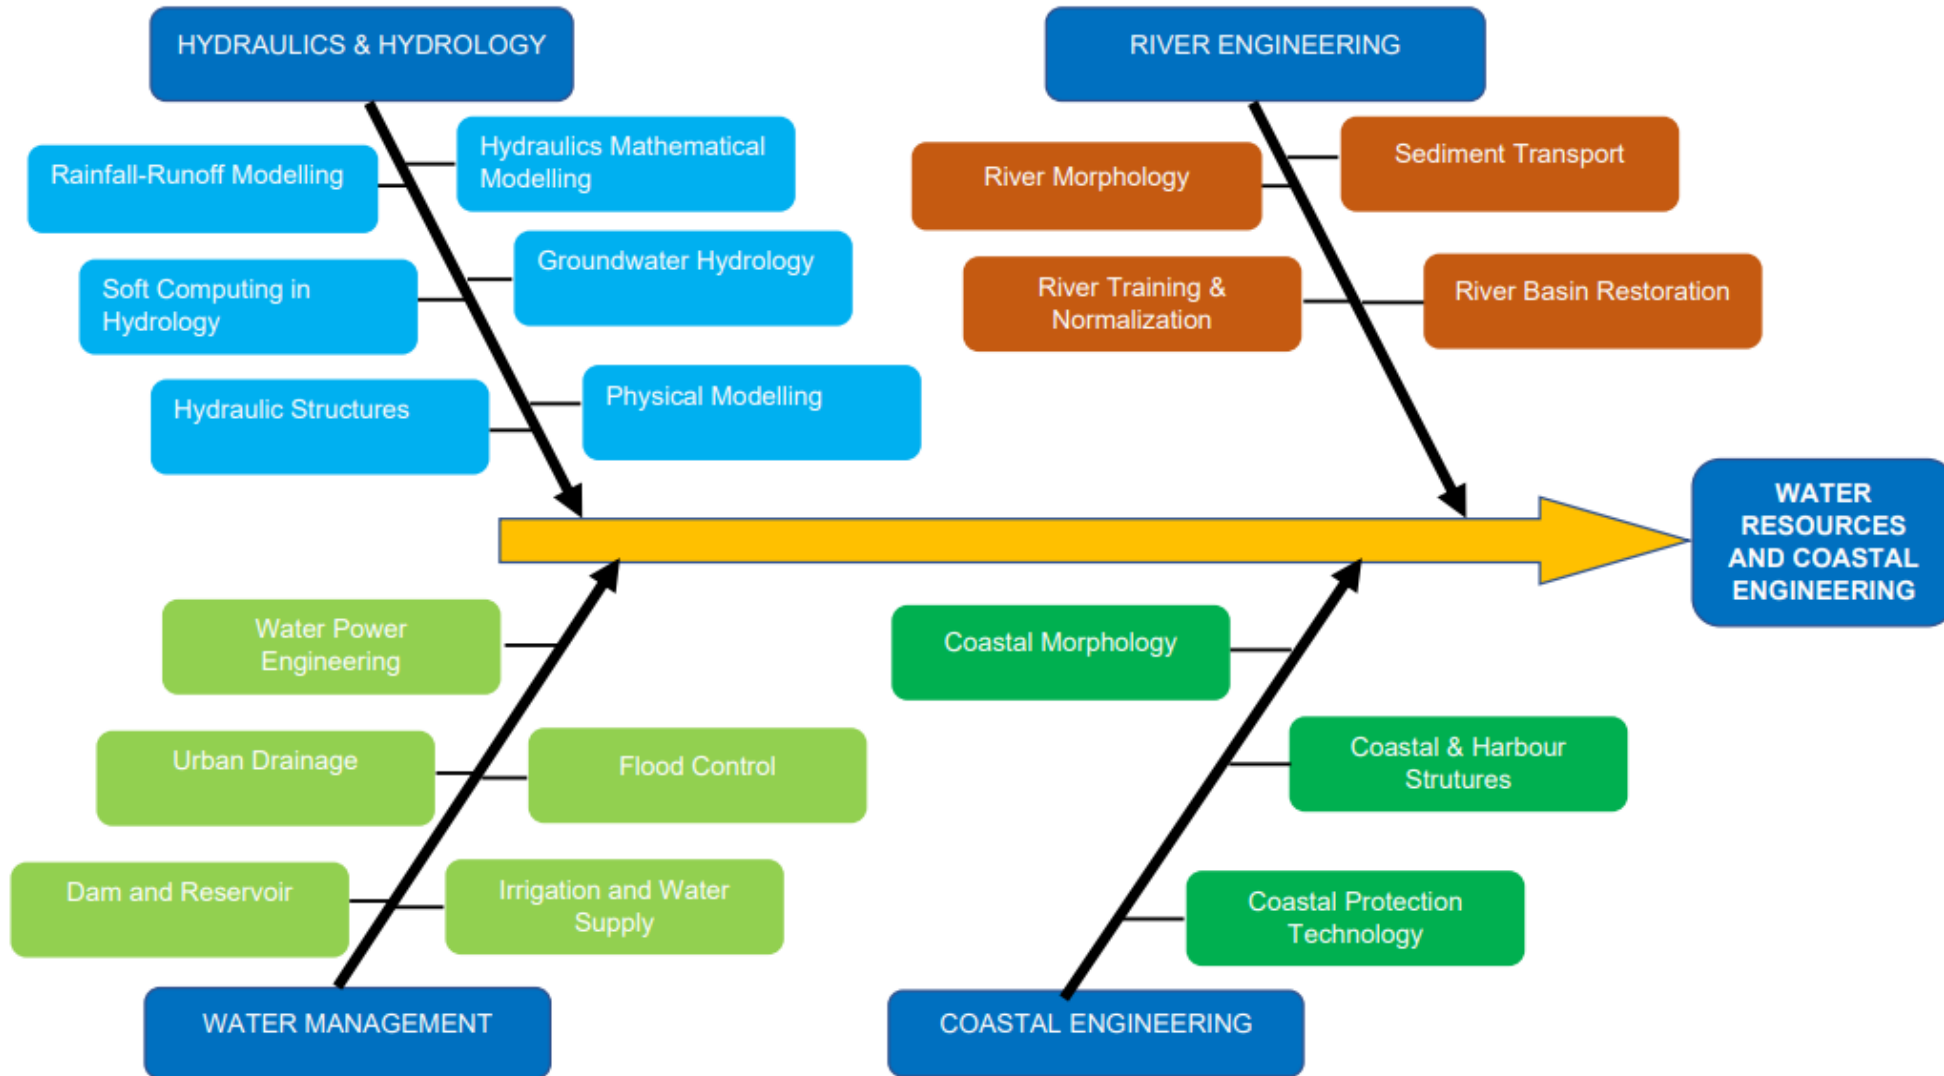 HYDRAULICS & HYDROLOGY
RIVER ENGINEERING
Rainfall-Runoff Modelling
Hydraulics Mathematical
Modelling
Soft Computing in
Hydrology
Groundwater Hydrology
Hydraulic Structures
Physical Modelling
River Morphology
Sediment Transport
River Training &
Normalization
River Basin Restoration
WATER
RESOURCES
AND COASTAL
ENGINEERING
Water Power
Engineering
Urban Drainage
Flood Control
Dam and Reservoir
Irrigation and Water
Supply
Coastal Morphology
Coastal & Harbour
Strutures
Coastal Protection
Technology
WATER MANAGEMENT
COASTAL ENGINEERING